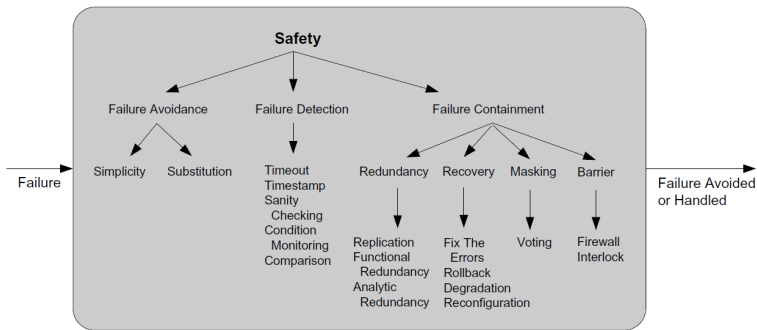 Safety
Failure Avoidance
Failure Detection
Failure Containment
Simplicity
Substitution
Timeout
Timestamp
Sanity
Checking
Condition
Monitoring
Comparison
Redundancy
Recovery
Masking
Barrier
Replication
Functional
Redundancy
Analytic
Redundancy
Fix The
Errors
Rollback
Degradation
Reconfiguration
Voting
Firewall
Interlock
Failure
Failure Avoided
or Handled